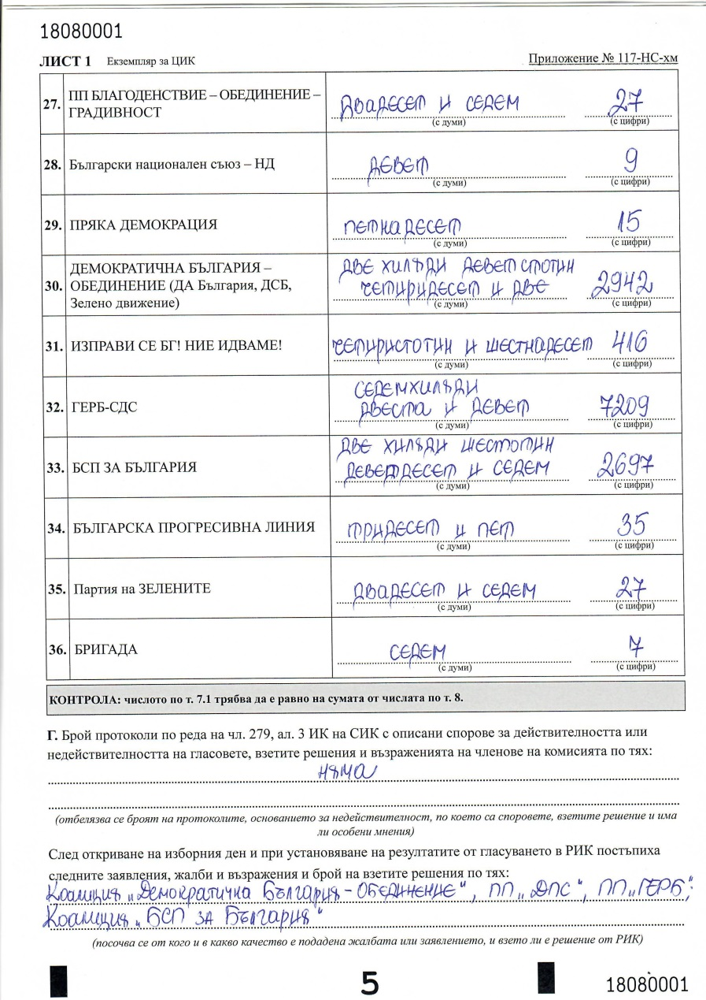 18080001
ЛИСТ 1 Екземпляр за ЦИК
Приложение № 117-НС-хм
27. ПП БЛАГОДЕНСТВИЕ – ОБЕДИНЕНИЕ –
ГРАДИВНОСТ
двадесет и седем 27
(с думи) (с цифри)
28. Български национален съюз – НД девет 9
(с думи) (с цифри)
29. ПРЯКА ДЕМОКРАЦИЯ петнадесет 15
(с думи) (с цифри)
30. ДЕМОКРАТИЧНА БЪЛГАРИЯ –
ОБЕДИНЕНИЕ (ДА България, ДСБ,
Зелено движение)
две хиляди деветстотин
четиридесет и две 2942
(с думи) (с цифри)
31. ИЗПРАВИ СЕ БГ! НИЕ ИДВАМЕ! четиристотин и шестнадесет 416
(с думи) (с цифри)
32. ГЕРБ-СДС
седемхиляди
двеста и девет 7209
(с думи) (с цифри)
33. БСП ЗА БЪЛГАРИЯ
две хиляди шестотин
деветдесет и седем 2697
(с думи) (с цифри)
34. БЪЛГАРСКА ПРОГРЕСИВНА ЛИНИЯ тридесет и пет 35
(с думи) (с цифри)
35. Партия на ЗЕЛЕНИТЕ двадесет и седем 27
(с думи) (с цифри)
36. БРИГАДА седем 7
(с думи) (с цифри)
КОНТРОЛА: числото по т. 7.1 трябва да е равно на сумата от числата по т. 8.
Г. Брой протоколи по реда на чл. 279, ал. 3 ИК на СИК с описани спорове за действителността или
недействителността на гласовете, взетите решения и възраженията на членове на комисията по тях:
няма
(отбелязва се броят на протоколите, основанието за недействителност, по което са споровете, взетите решение и има
ли особени мнения)
След откриване на изборния ден и при установяване на резултатите от гласуването в РИК постъпиха
следните заявления, жалби и възражения и брой на взетите решения по тях:
Коалиция „Демократична България – Обединение“, ПП „ДПС“, ПП „ГЕРБ“,
Коалиция „БСП за България“
(посочва се от кого и в какво качество е подадена жалбата или заявлението, и взето ли е решение от РИК)
5
18080001